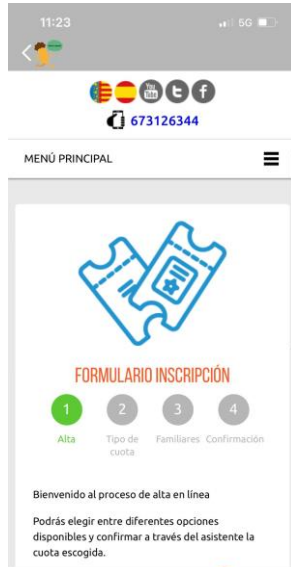 11:23
5G
You
Tube
673126344
MENÚ PRINCIPAL
FORMULARIO INSCRIPCIÓN
1 2 3 4
Alta Tipo de cuota Familiares Confirmación
Bienvenido al proceso de alta en línea
Podrás elegir entre diferentes opciones
disponibles y confirmar a través del asistente la
cuota escogida.